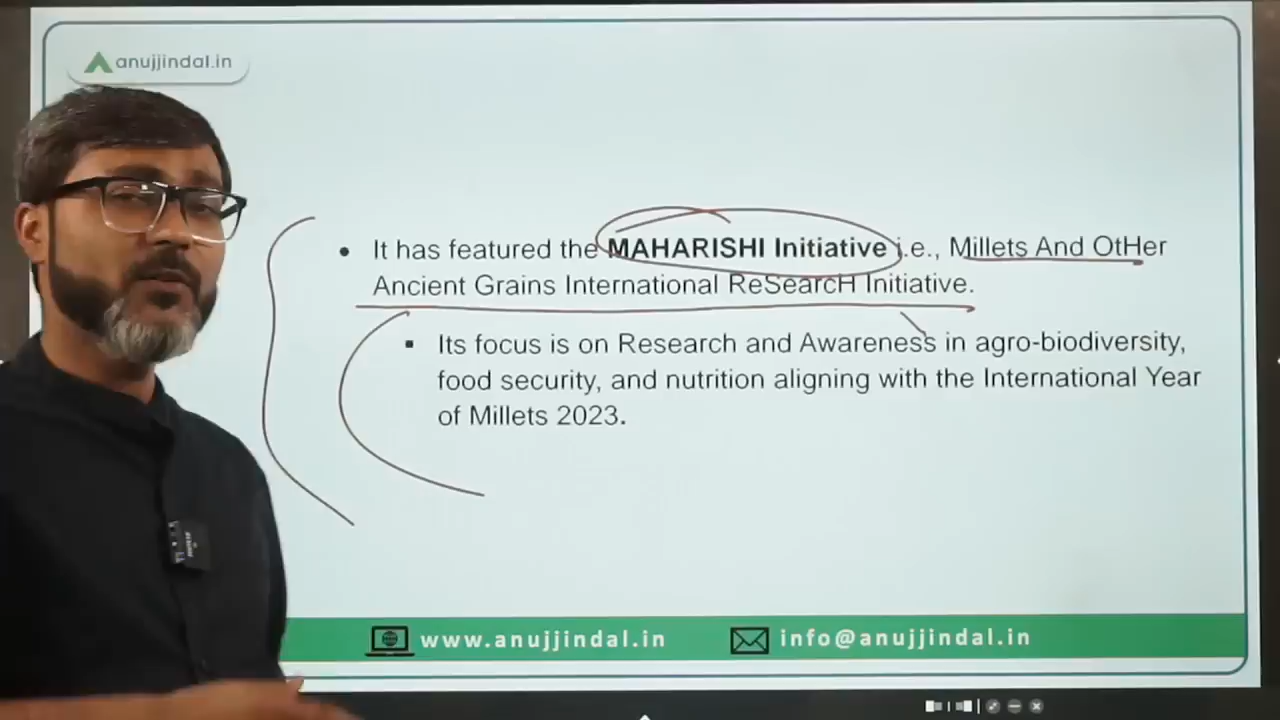 anujjindal.in
• It has featured the MAHARISHI Initiative i.e., Millets And OtHer
Ancient Grains International ReSearcH Initiative.
▪ Its focus is on Research and Awareness in agro-biodiversity,
food security, and nutrition aligning with the International Year
of Millets 2023.
www.anujjindal.in
info@anujjindal.in